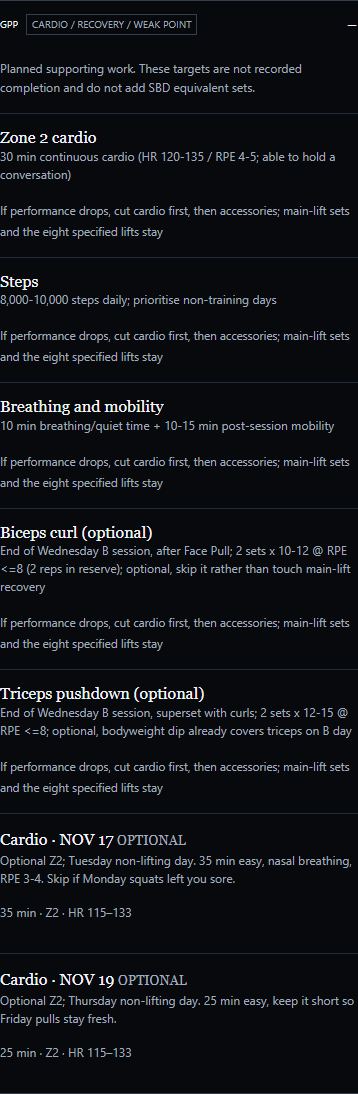 GPP CARDIO / RECOVERY / WEAK POINT –
Planned supporting work. These targets are not recorded
completion and do not add SBD equivalent sets.
Zone 2 cardio
30 min continuous cardio (HR 120-135 / RPE 4-5; able to hold a
conversation)
If performance drops, cut cardio first, then accessories; main-lift sets
and the eight specified lifts stay
Steps
8,000-10,000 steps daily; prioritise non-training days
If performance drops, cut cardio first, then accessories; main-lift sets
and the eight specified lifts stay
Breathing and mobility
10 min breathing/quiet time + 10-15 min post-session mobility
If performance drops, cut cardio first, then accessories; main-lift sets
and the eight specified lifts stay
Biceps curl (optional)
End of Wednesday B session, after Face Pull; 2 sets x 10-12 @ RPE
<=8 (2 reps in reserve); optional, skip it rather than touch main-lift
recovery
If performance drops, cut cardio first, then accessories; main-lift sets
and the eight specified lifts stay
Triceps pushdown (optional)
End of Wednesday B session, superset with curls; 2 sets x 12-15 @
RPE <=8; optional, bodyweight dip already covers triceps on B day
If performance drops, cut cardio first, then accessories; main-lift sets
and the eight specified lifts stay
Cardio · NOV 17 OPTIONAL
Optional Z2; Tuesday non-lifting day. 35 min easy, nasal breathing,
RPE 3-4. Skip if Monday squats left you sore.
35 min · Z2 · HR 115–133
Cardio · NOV 19 OPTIONAL
Optional Z2; Thursday non-lifting day. 25 min easy, keep it short so
Friday pulls stay fresh.
25 min · Z2 · HR 115–133